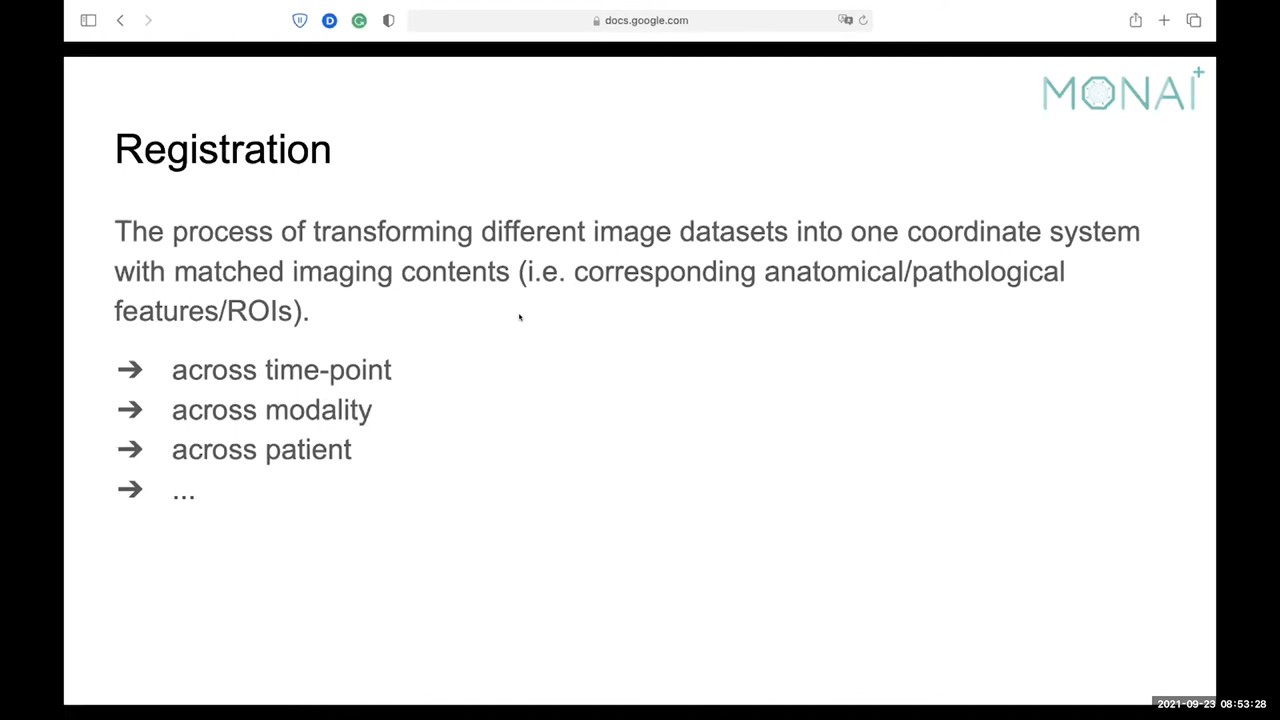 docs.google.com
MONAI
Registration
The process of transforming different image datasets into one coordinate system
with matched imaging contents (i.e. corresponding anatomical/pathological
features/ROIs).
➔ across time-point
➔ across modality
➔ across patient
➔ ...
2021-09-23 08:53:28